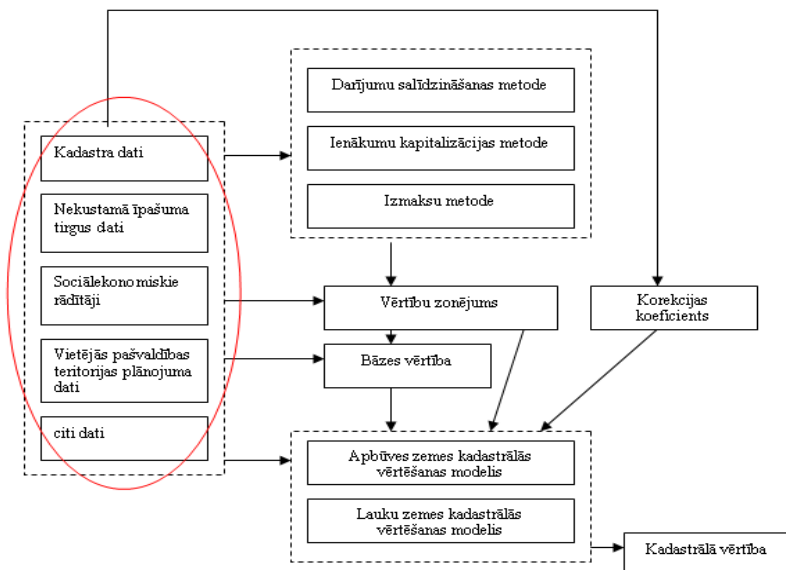 Darījumu salīdzināšanas metode
Ienākumu kapitalizācijas metode
Izmaksu metode
Kadastra dati
Nekustamā īpašuma
tirgus dati
Sociālekonomiskie
rādītāji
Vietējās pašvaldības
teritorijas plānojuma
dati
citi dati
Vērtību zonējums
Korekcijas
koeficients
Bāzes vērtība
Apbūves zemes kadastrālās
vērtēšanas modelis
Lauku zemes kadastrālās
vērtēšanas modelis
Kadastrālā vērtība